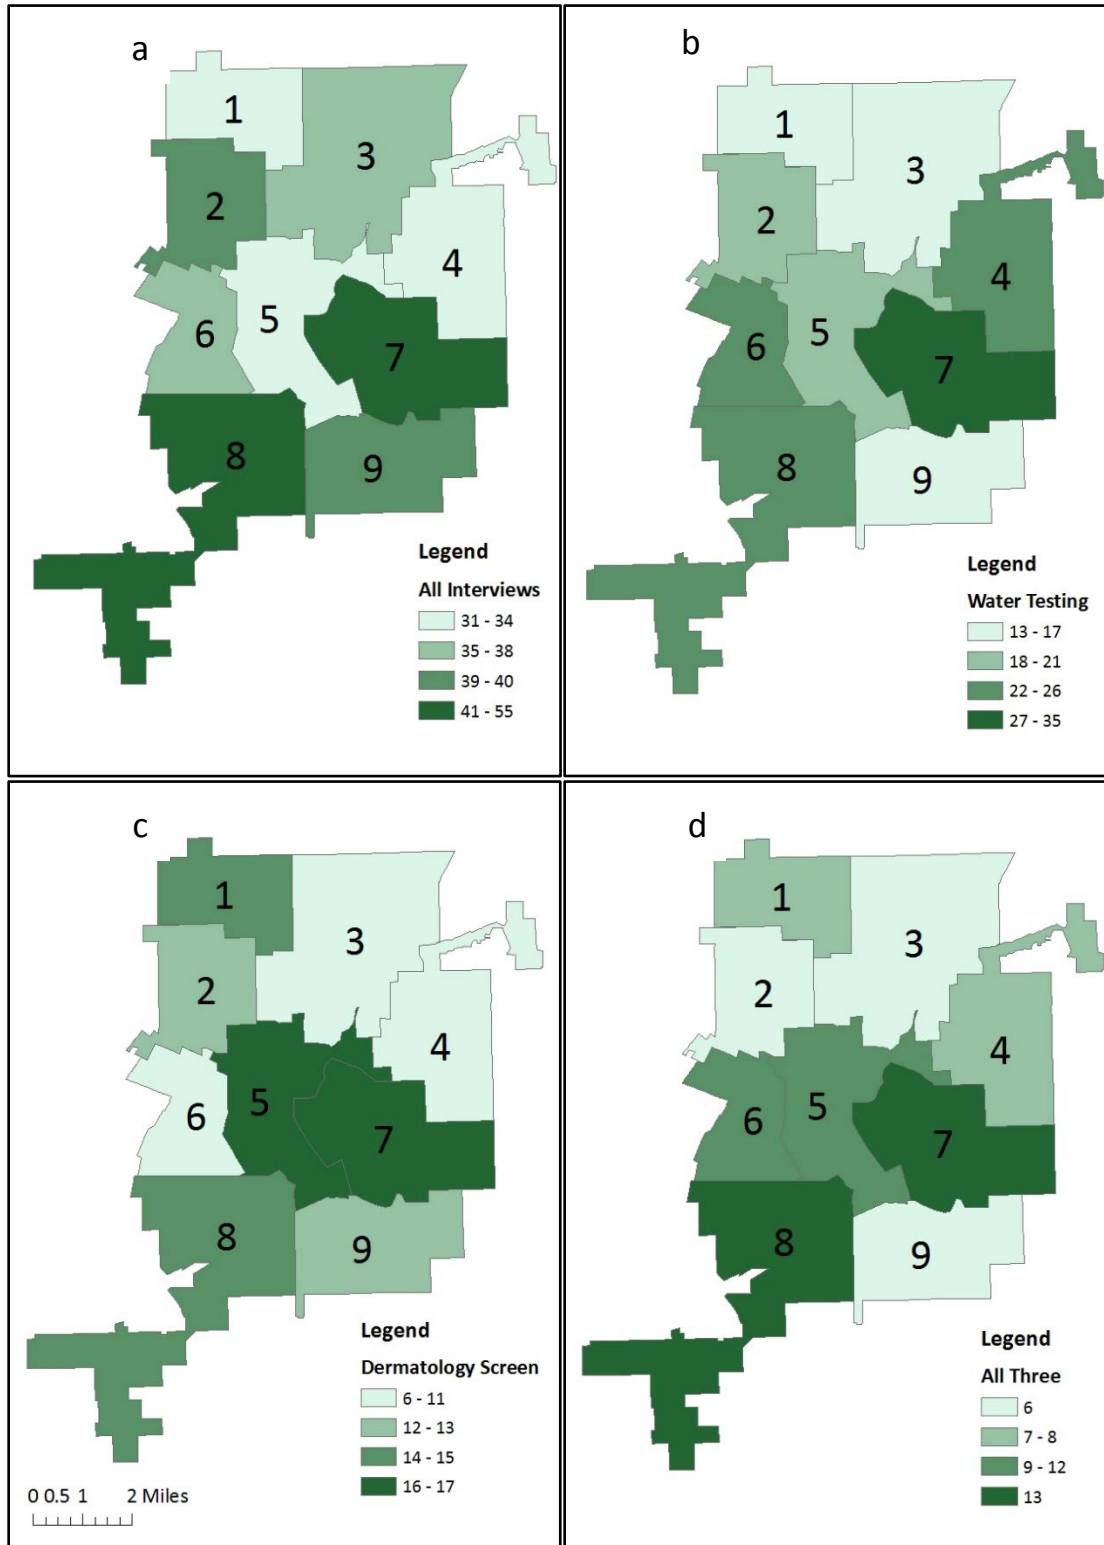 a
1
3
2
4
5
6
7
8
9
Legend
All Interviews
31 - 34
35 - 38
39 - 40
41 - 55
b
1
3
2
4
5
6
7
8
9
Legend
Water Testing
13 - 17
18 - 21
22 - 26
27 - 35
c
1
3
2
4
5
6
7
8
9
Legend
Dermatology Screen
6 - 11
12 - 13
14 - 15
16 - 17
0 0.5 1 2 Miles
d
1
3
2
4
5
6
7
8
9
Legend
All Three
6
7 - 8
9 - 12
13